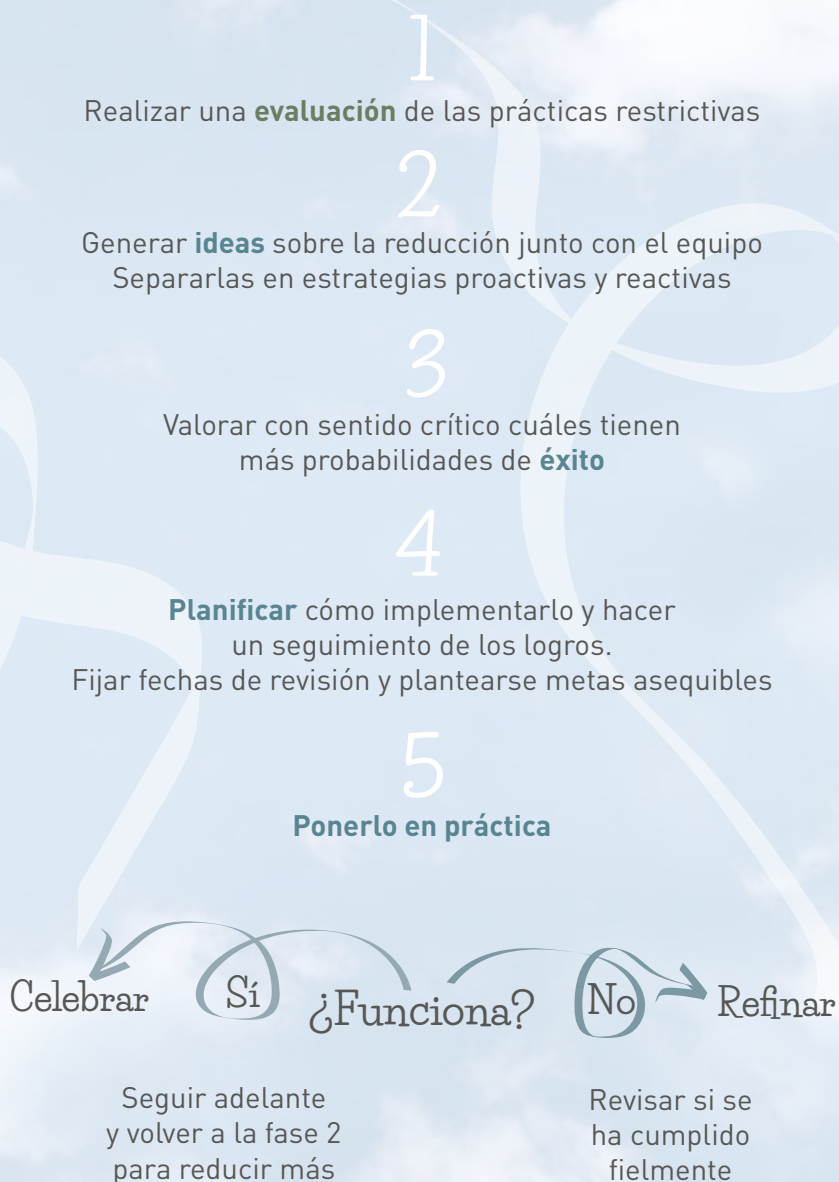 1
Realizar una evaluación de las prácticas restrictivas
2
Generar ideas sobre la reducción junto con el equipo
Separarlas en estrategias proactivas y reactivas
3
Valorar con sentido crítico cuáles tienen
más probabilidades de éxito
4
Planificar cómo implementarlo y hacer
un seguimiento de los logros.
Fijar fechas de revisión y plantearse metas asequibles
5
Ponerlo en práctica
Celebrar Sí ¿Funciona? No Refinar
Seguir adelante
y volver a la fase 2
para reducir más
Revisar si se
ha cumplido
fielmente